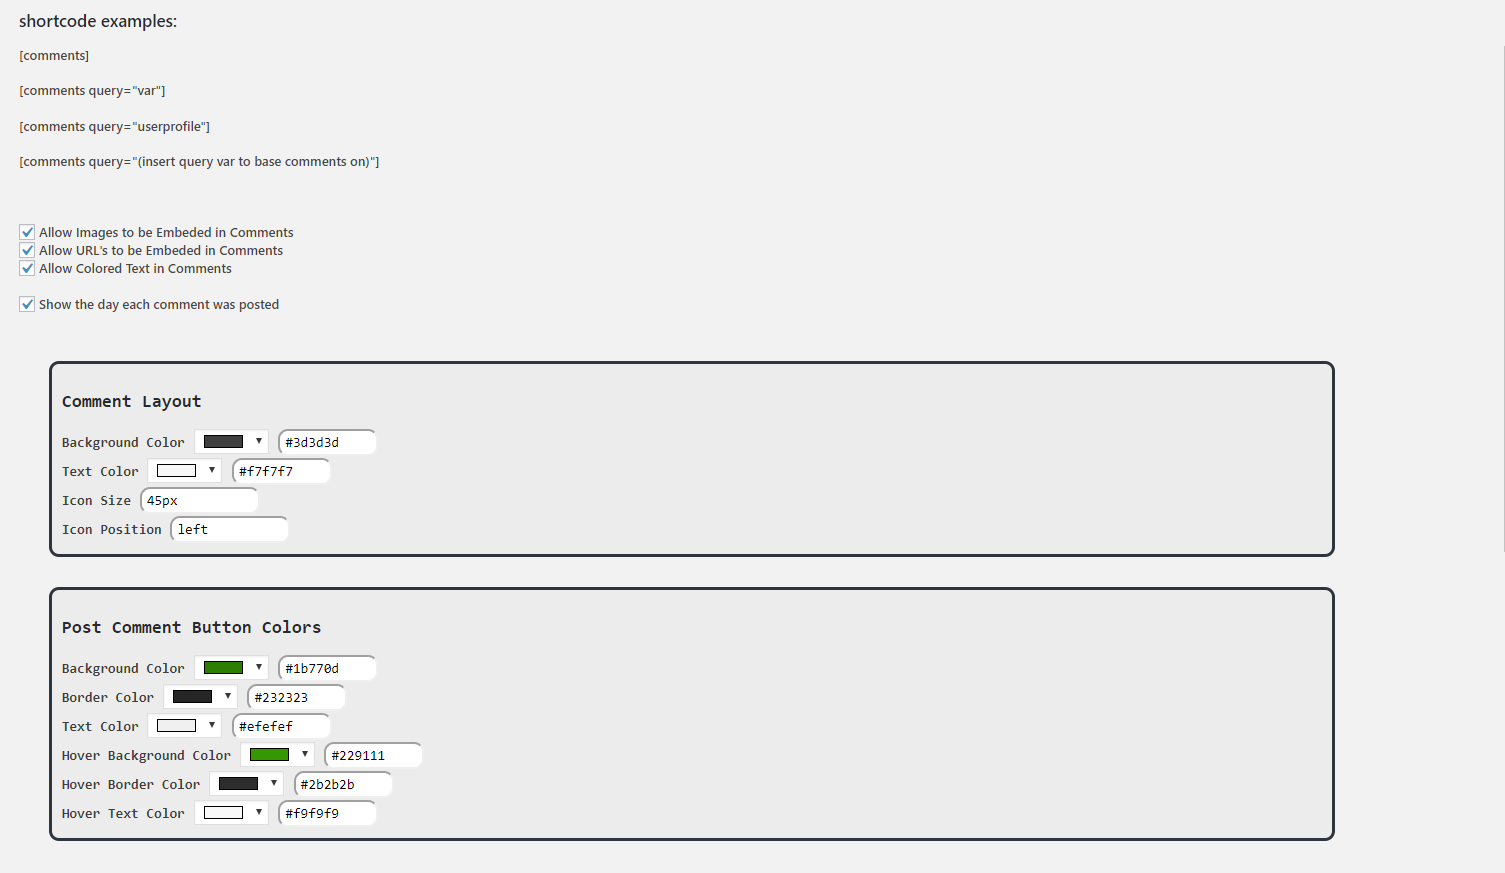 shortcode examples:
[comments]
[comments query="var"]
[comments query="userprofile"]
[comments query="(insert query var to base comments on)"]
Allow Images to be Embeded in Comments
Allow URL's to be Embeded in Comments
Allow Colored Text in Comments
Show the day each comment was posted
Comment Layout
Background Color #3d3d3d
Text Color #f7f7f7
Icon Size 45px
Icon Position left
Post Comment Button Colors
Background Color #1b770d
Border Color #232323
Text Color #efefef
Hover Background Color #229111
Hover Border Color #2b2b2b
Hover Text Color #f9f9f9